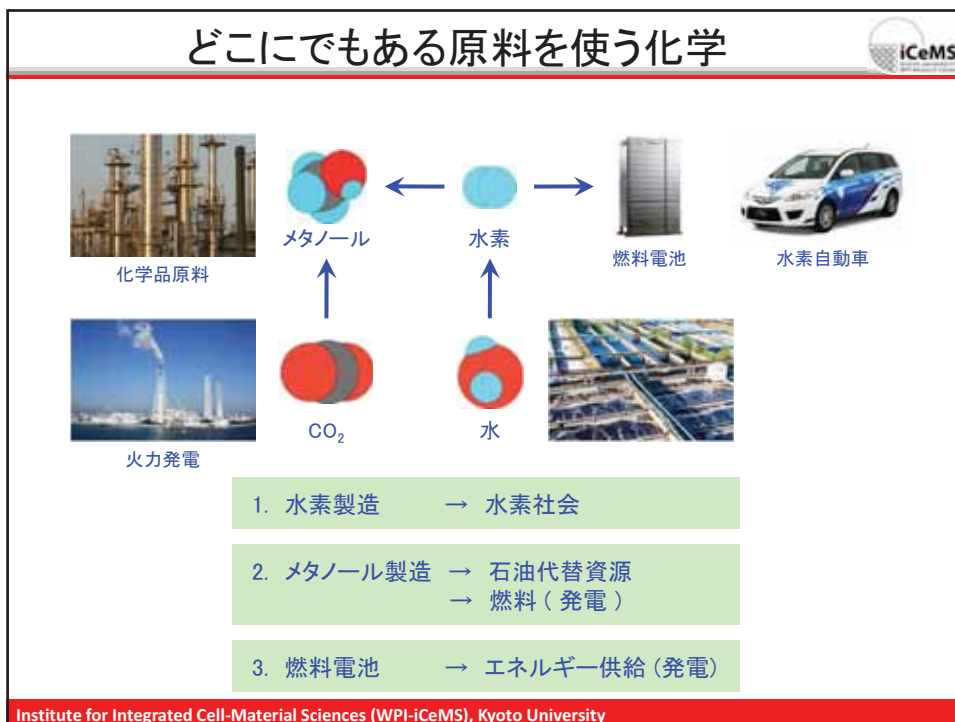 どこにでもある原料を使う化学
iCeMS
メタノール
水素
燃料電池
水素自動車
化学品原料
CO₂
水
火力発電
1. 水素製造 → 水素社会
2. メタノール製造 → 石油代替資源
→ 燃料 ( 発電 )
3. 燃料電池 → エネルギー供給 (発電)
Institute for Integrated Cell-Material Sciences (WPI-iCeMS), Kyoto University